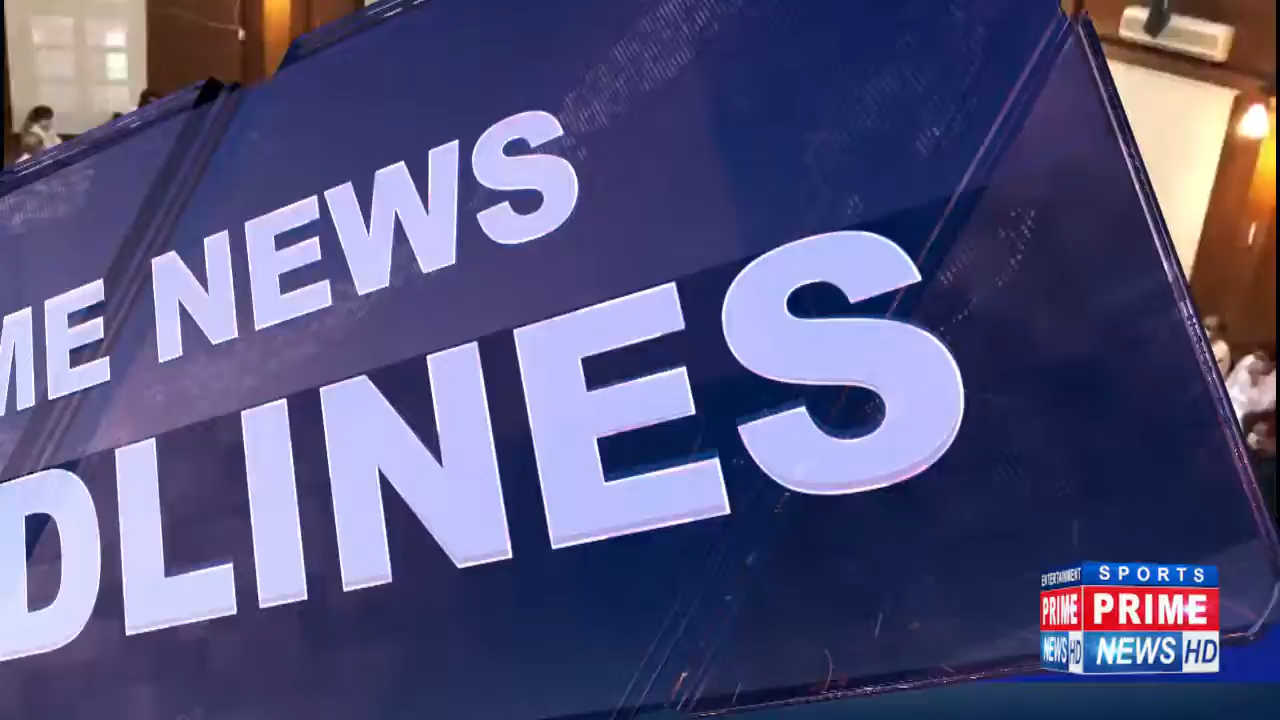 ME NEWS
DLINES
ENTERTAINMENT SPORTS
PRIME PRIME
NEWS HD NEWS HD